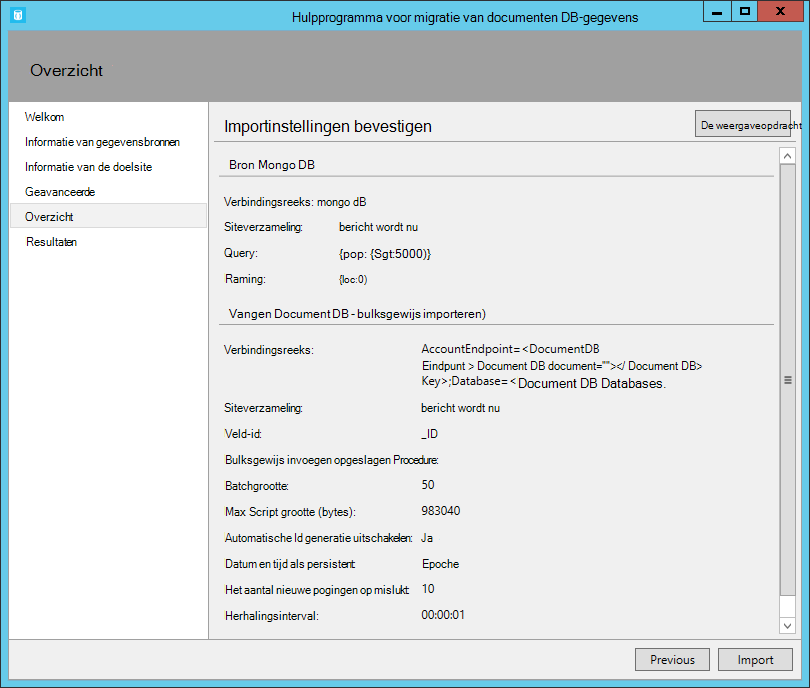 Hulpprogramma voor migratie van documenten DB-gegevens
Overzicht
Welkom
Informatie van gegevensbronnen
Informatie van de doelsite
Geavanceerde
Overzicht
Resultaten
Importinstellingen bevestigen
De weergaveopdracht
Bron Mongo DB
Verbindingsreeks: mongo dB
Siteverzameling: bericht wordt nu
Query: {pop: {Sgt:5000)}
Raming: {loc:0)
Vangen Document DB - bulksgewijs importeren)
Verbindingsreeks: AccountEndpoint= <DocumentDB
Eindpunt > Document DB document=""></ Document DB>
Key>;Database= < Document DB Databases.
Siteverzameling: bericht wordt nu
Veld-id: _ID
Bulksgewijs invoegen opgeslagen Procedure:
Batchgrootte: 50
Max Script grootte (bytes): 983040
Automatische Id generatie uitschakelen: Ja
Datum en tijd als persistent Epoche
Het aantal nieuwe pogingen op mislukt: 10
Herhalingsinterval: 00:00:01
Previous
Import